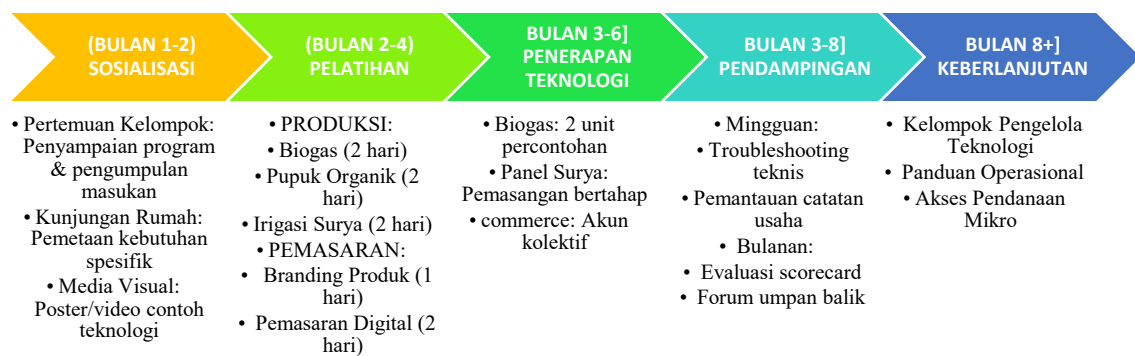 (BULAN 1-2)
SOSIALISASI
(BULAN 2-4)
PELATIHAN
BULAN 3-6]
PENERAPAN
TEKNOLOGI
BULAN 3-8]
PENDAMPINGAN
BULAN 8+]
KEBERLANJUTAN
• Pertemuan Kelompok:
Penyampaian program
& pengumpulan
masukan
• Kunjungan Rumah:
Pemetaan kebutuhan
spesifik
• Media Visual:
Poster/video contoh
teknologi
• PRODUKSI:
• Biogas (2 hari)
• Pupuk Organik (2
hari)
• Irigasi Surya (2 hari)
• PEMASARAN:
• Branding Produk (1
hari)
• Pemasaran Digital (2
hari)
• Biogas: 2 unit
percontohan
• Panel Surya:
Pemasangan bertahap
• commerce: Akun
kolektif
• Mingguan:
• Troubleshooting
teknis
• Pemantauan catatan
usaha
• Bulanan:
• Evaluasi scorecard
• Forum umpan balik
• Kelompok Pengelola
Teknologi
• Panduan Operasional
• Akses Pendanaan
Mikro